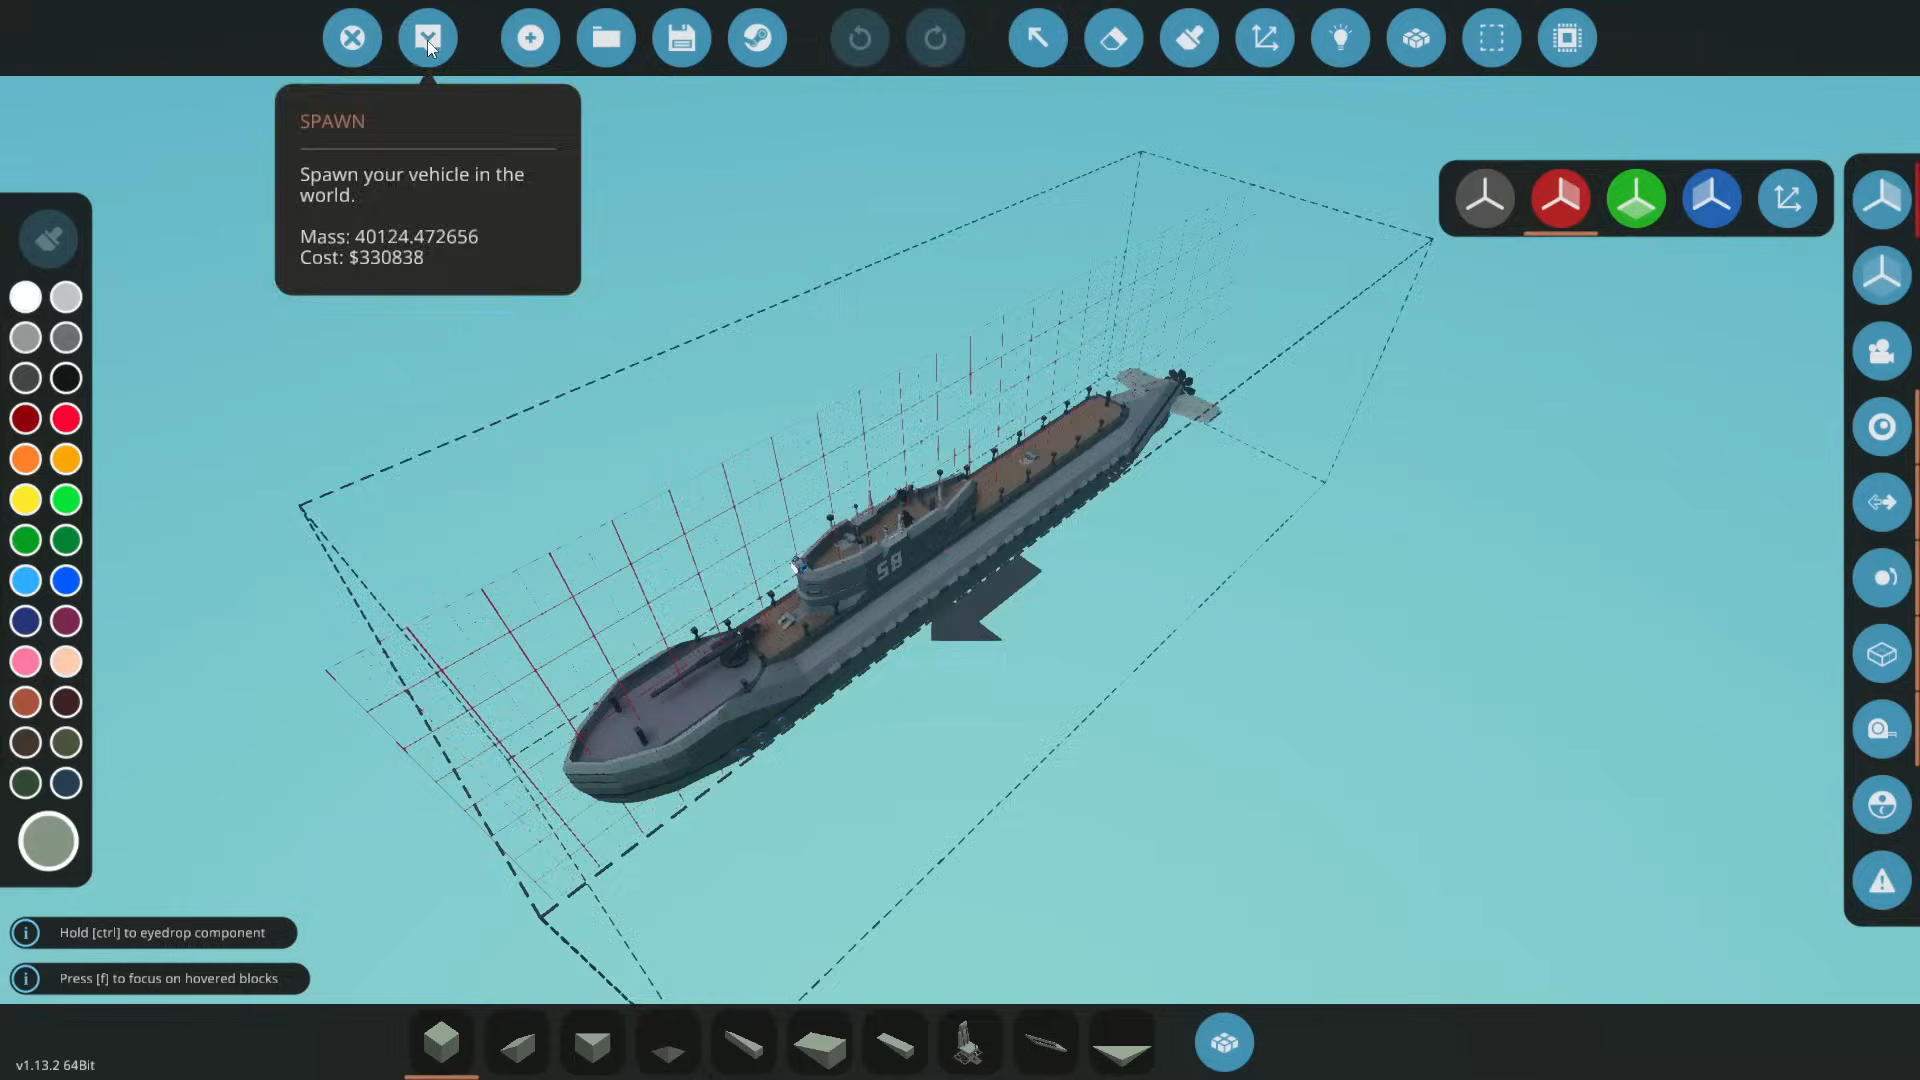 SPAWN
Spawn your vehicle in the
world.
Mass: 40124.472656
Cost: $330838
58
Hold [ctrl] to eyedrop component
Press [f] to focus on hovered blocks
v1.13.2 64Bit